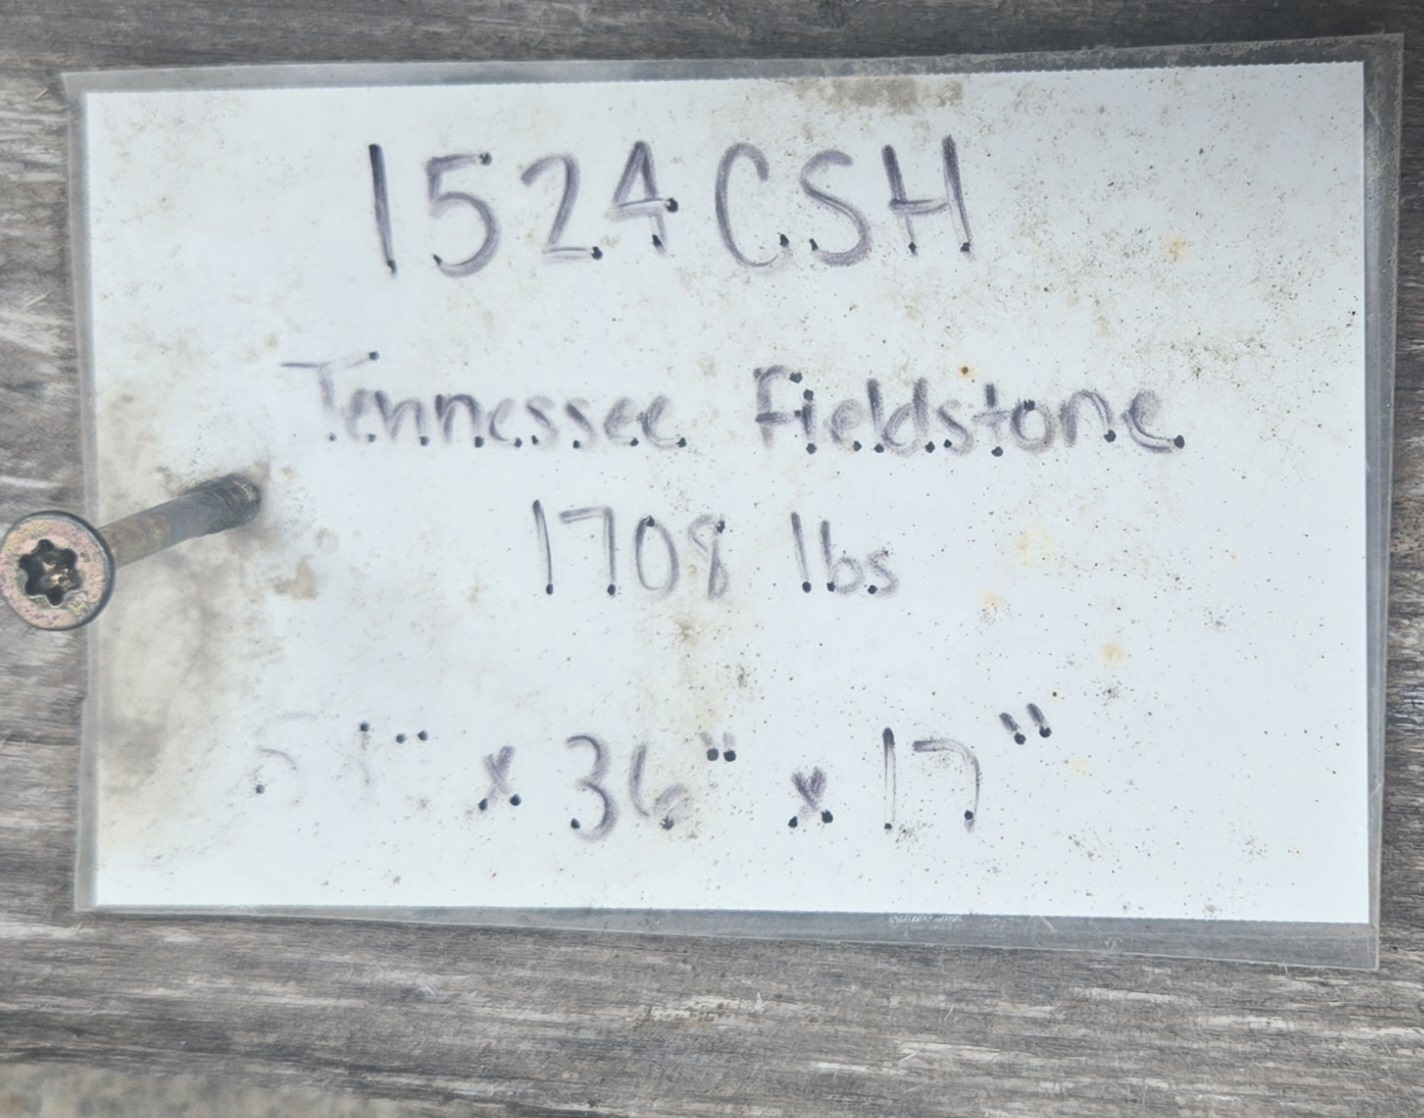 1524CSH
Tennessee Fieldstone
1708 lbs
x 36" x 17"